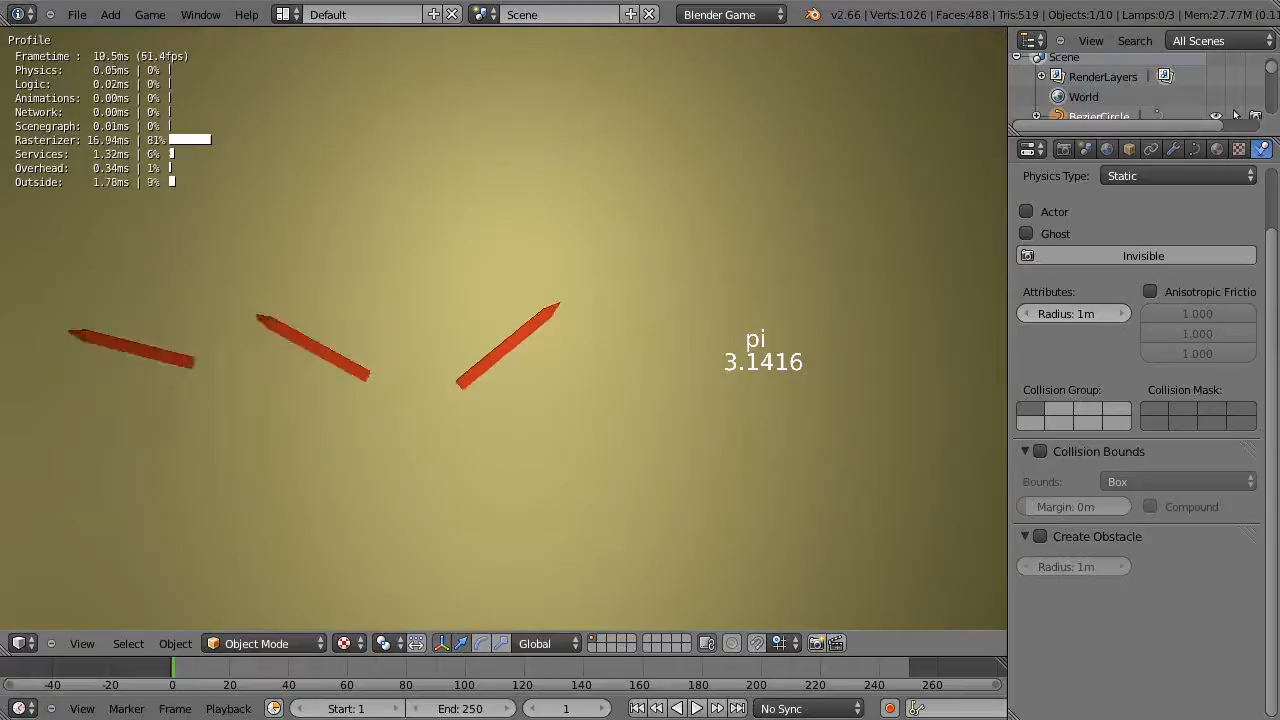 File Add Game Window Help Default Scene Blender Game v2.66 | Verts:1026 | Faces:488 | Tris:519 | Objects:1/10 | Lamps:0/3 | Mem:27.77M
Profile
Frametime : 19.5ms (51.4fps)
Physics: 0.05ms | 0%
Logic: 0.02ms | 0%
Animations: 0.00ms | 0%
Network: 0.00ms | 0%
Scenegraph: 0.01ms | 0%
Rasterizer: 15.94ms | 81%
Services: 1.32ms | 6%
Overhead: 0.34ms | 1%
Outside: 1.78ms | 9%
pi
3.1416
View Search All Scenes
Scene
RenderLayers
World
BezierCircle
Physics Type: Static
Actor
Ghost
Invisible
Attributes: Anisotropic Frictio
Radius: 1m 1.000
1.000
1.000
Collision Group: Collision Mask:
Collision Bounds
Bounds: Box
Margin: 0m Compound
Create Obstacle
Radius: 1m
View Select Object Object Mode Global
-40 -20 0 20 40 60 80 100 120 140 160 180 200 220 240 260
View Marker Frame Playback Start: 1 End: 250 1 No Sync